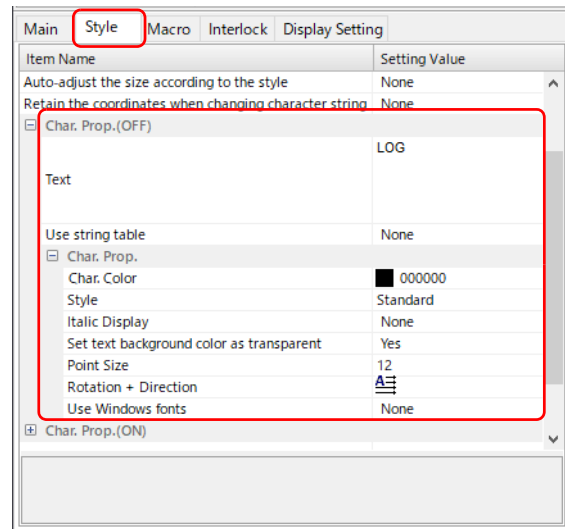 Main Style Macro Interlock Display Setting
Item Name Setting Value
Auto-adjust the size according to the style None
Retain the coordinates when changing character string None
Char. Prop.(OFF)
Text LOG
Use string table None
Char. Prop.
Char. Color 000000
Style Standard
Italic Display None
Set text background color as transparent Yes
Point Size 12
Rotation + Direction A
Use Windows fonts None
Char. Prop.(ON)